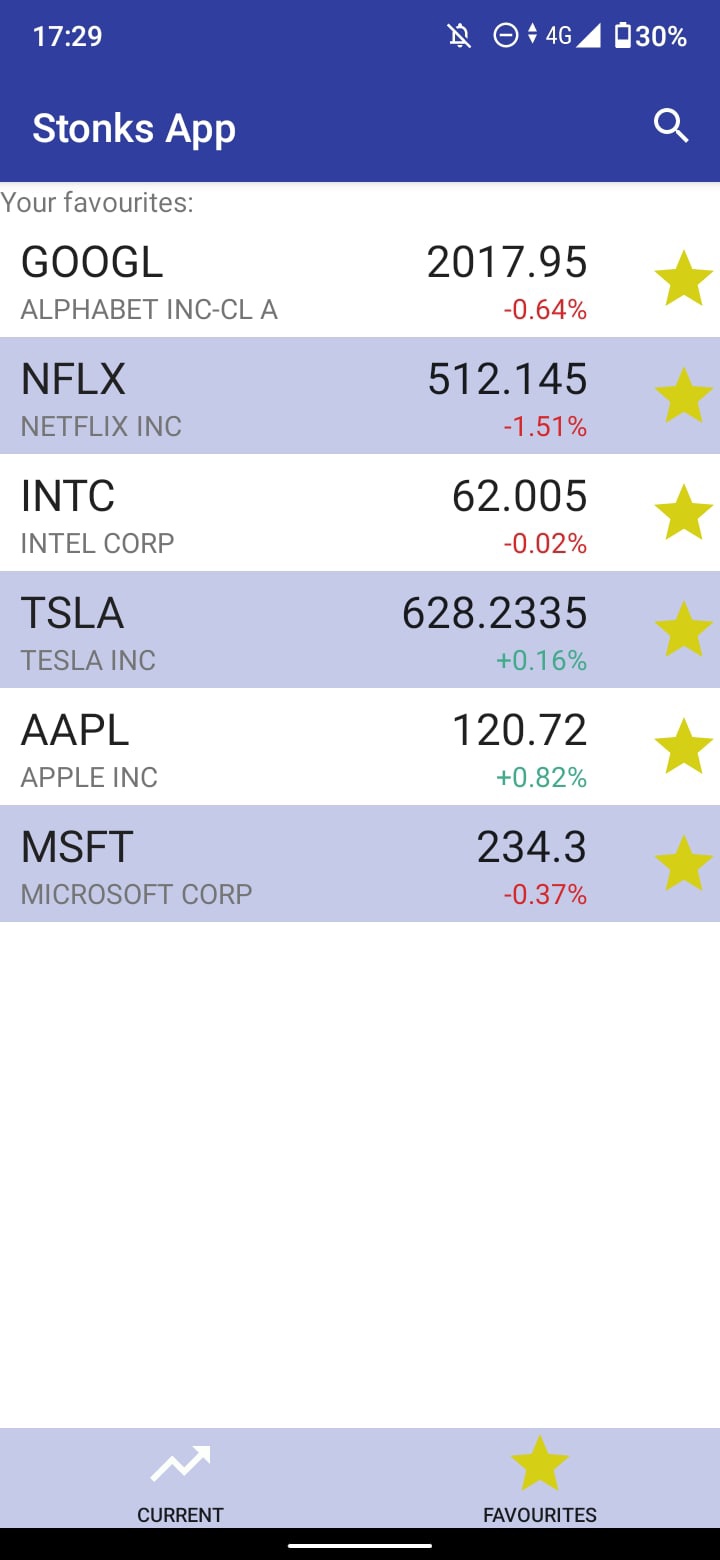 17:29 4G 30%
Stonks App
Your favourites:
GOOGL 2017.95
ALPHABET INC-CL A -0.64%
NFLX 512.145
NETFLIX INC -1.51%
INTC 62.005
INTEL CORP -0.02%
TSLA 628.2335
TESLA INC +0.16%
AAPL 120.72
APPLE INC +0.82%
MSFT 234.3
MICROSOFT CORP -0.37%
CURRENT FAVOURITES